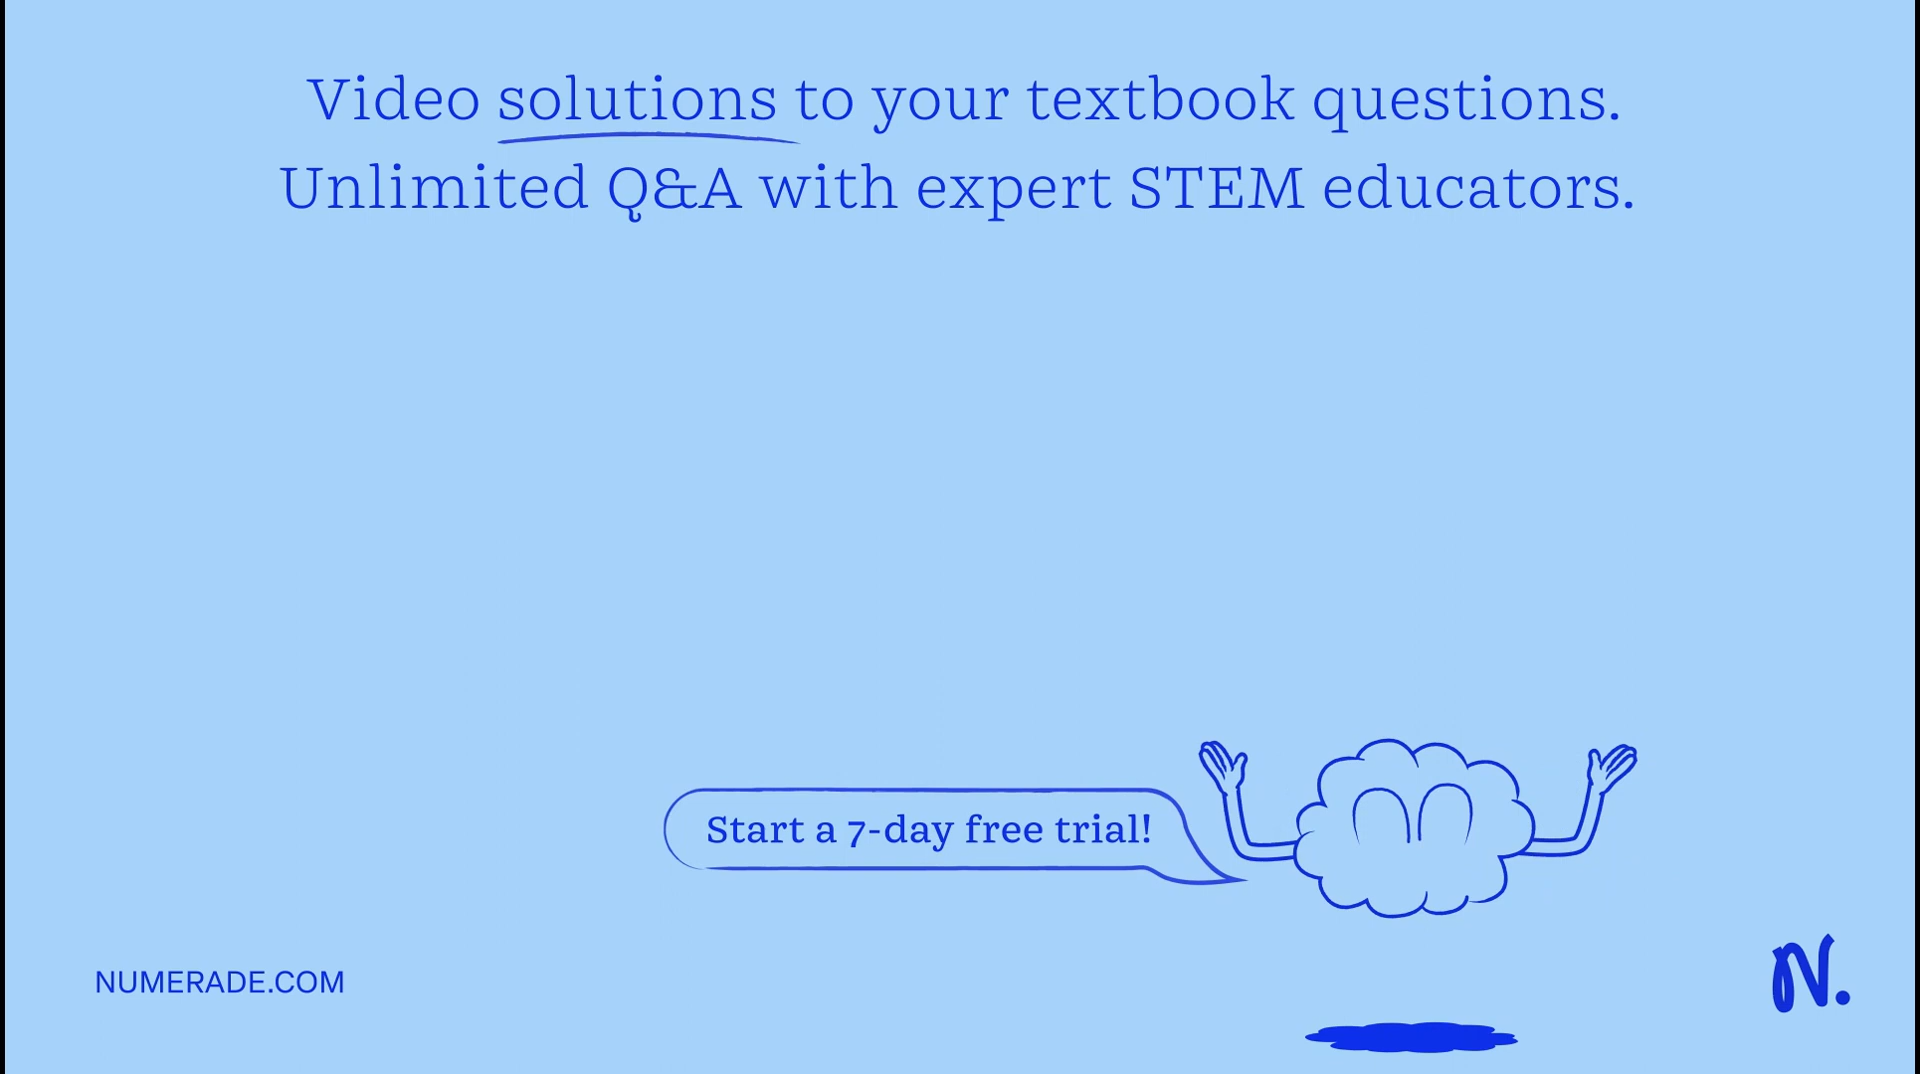 Video solutions to your textbook questions.
Unlimited Q&A with expert STEM educators.
Start a 7-day free trial!
NUMERADE.COM
N.